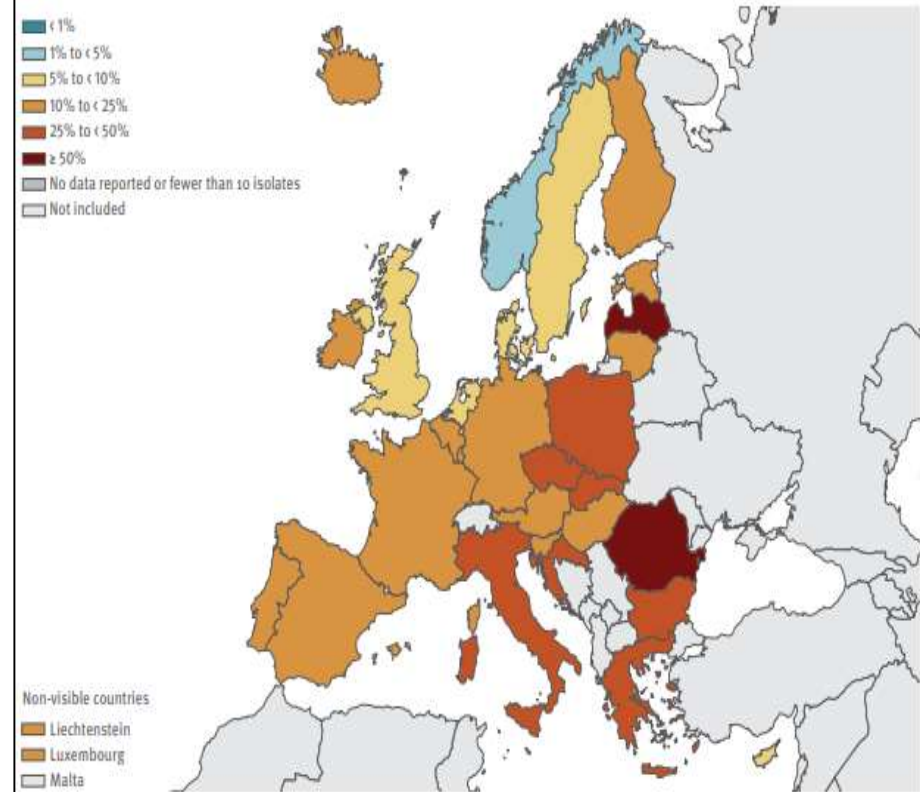 < 1%
1% to < 5%
5% to < 10%
10% to < 25%
25% to < 50%
≥ 50%
No data reported or fewer than 10 isolates
Not included
Non-visible countries
Liechtenstein
Luxembourg
Malta